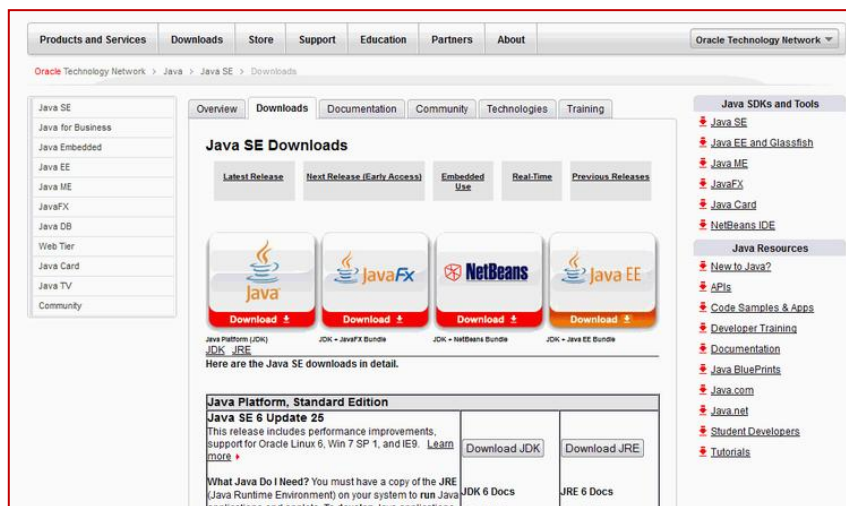 Products and Services Downloads Store Support Education Partners About Oracle Technology Network
Oracle Technology Network > Java > Java SE > Downloads
Java SE
Java for Business
Java Embedded
Java EE
Java ME
JavaFX
Java DB
Web Tier
Java Card
Java TV
Community
Overview Downloads Documentation Community Technologies Training
Java SE Downloads
Latest Release Next Release (Early Access) Embedded Use Real-Time Previous Releases
Java JavaFX NetBeans Java EE
Download Download Download Download
Java Platform (JDK) JDK + JavaFX Bundle JDK + NetBeans Bundle JDK + Java EE Bundle
JDK JRE
Here are the Java SE downloads in detail.
Java Platform, Standard Edition
Java SE 6 Update 25
This release includes performance improvements,
support for Oracle Linux 6, Win 7 SP 1, and IE9. Learn
more
Download JDK Download JRE
What Java Do I Need? You must have a copy of the JRE
(Java Runtime Environment) on your system to run Java
JDK 6 Docs JRE 6 Docs
Java SDKs and Tools
Java SE
Java EE and Glassfish
Java ME
JavaFX
Java Card
NetBeans IDE
Java Resources
New to Java?
APIs
Code Samples & Apps
Developer Training
Documentation
Java BluePrints
Java.com
Java.net
Student Developers
Tutorials